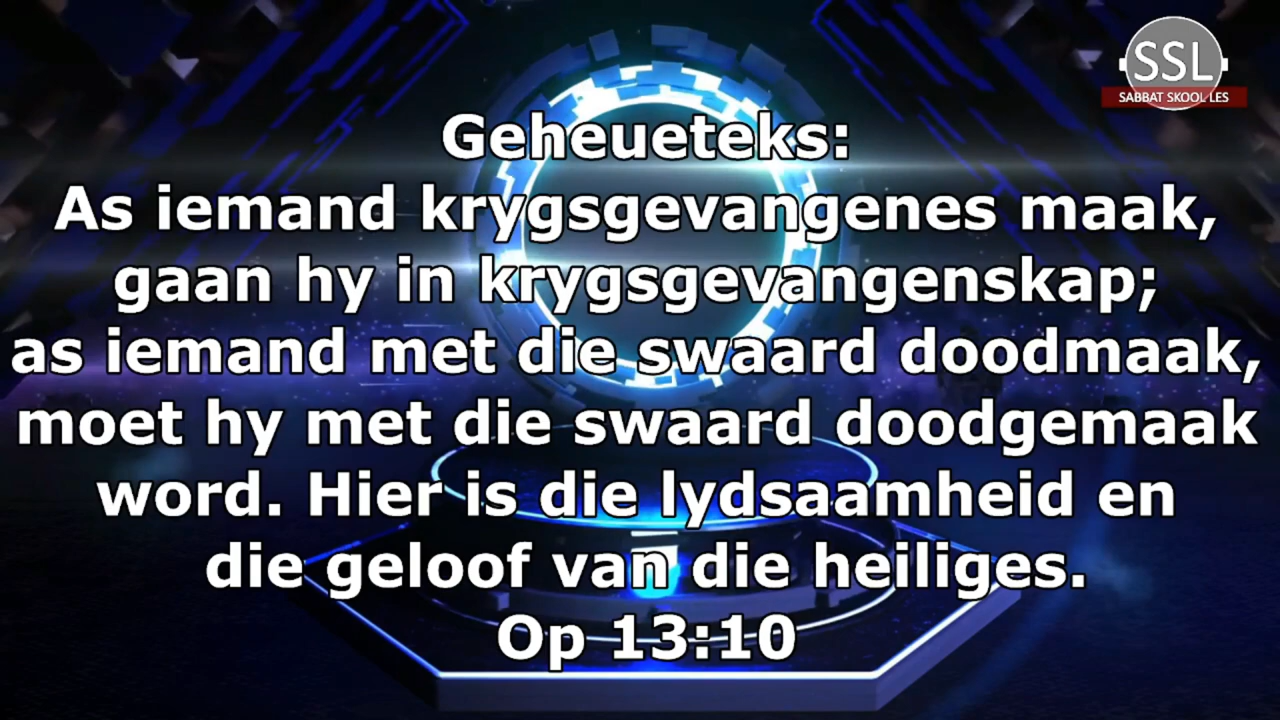 SSL
SABBAT SKOOL LES
Geheueteks:
As iemand krygsgevangenes maak,
gaan hy in krygsgevangenskap;
as iemand met die swaard doodmaak,
moet hy met die swaard doodgemaak
word. Hier is die lydsaamheid en
die geloof van die heiliges.
Op 13:10